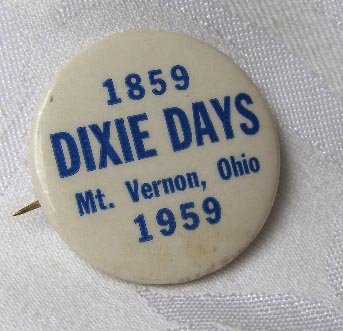 1859
DIXIE DAYS
Mt. Vernon, Ohio
1959